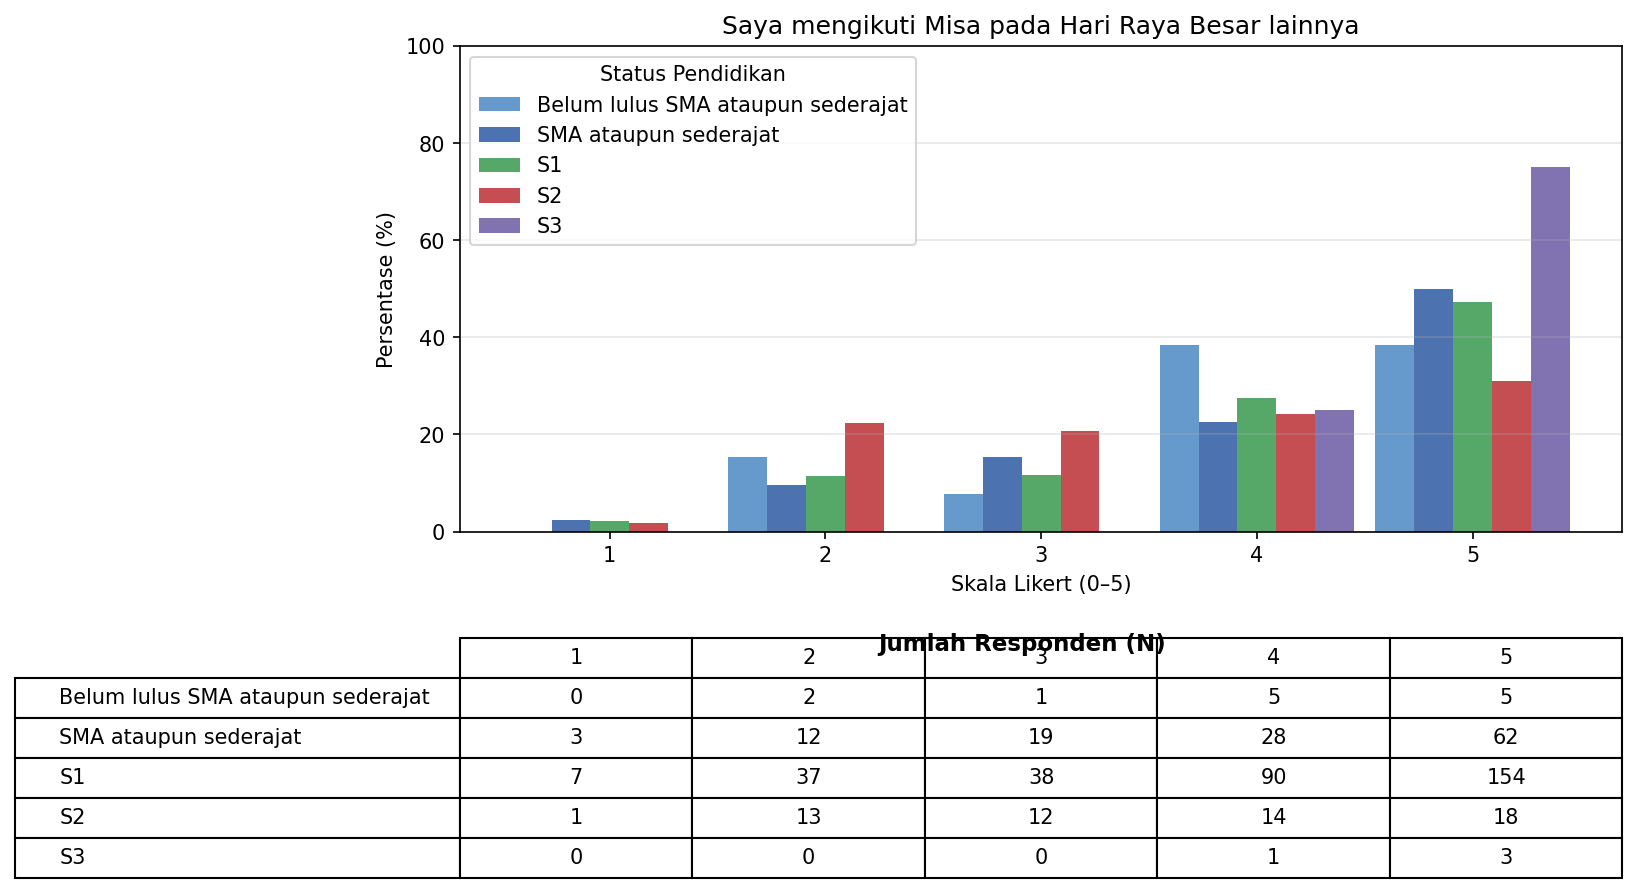 Saya mengikuti Misa pada Hari Raya Besar lainnya
Persentase (%)
100
80
60
40
20
0
Status Pendidikan
Belum lulus SMA ataupun sederajat
SMA ataupun sederajat
S1
S2
S3
1 2 3 4 5
Skala Likert (0–5)
Jumlah Responden (N)
1 2 3 4 5
Belum lulus SMA ataupun sederajat 0 2 1 5 5
SMA ataupun sederajat 3 12 19 28 62
S1 7 37 38 90 154
S2 1 13 12 14 18
S3 0 0 0 1 3